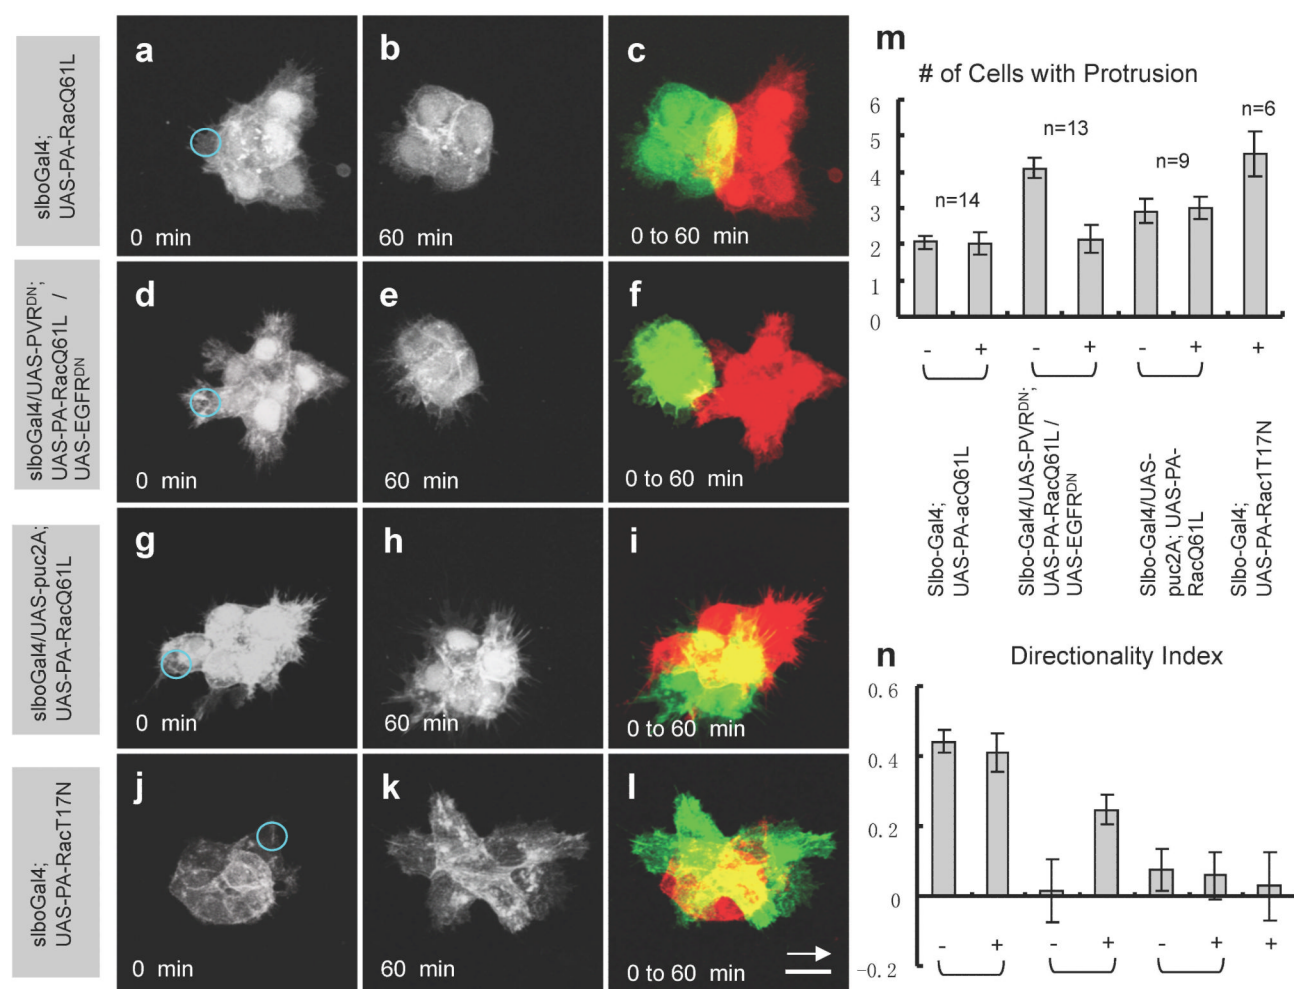 slboGal4;
UAS-PA-RacQ61L
a
0 min
b
60 min
c
0 to 60 min
slboGal4/UAS-PVR^DN;
UAS-PA-RacQ61L /
UAS-EGFR^DN
d
0 min
e
60 min
f
0 to 60 min
slboGal4/UAS-puc2A;
UAS-PA-RacQ61L
g
0 min
h
60 min
i
0 to 60 min
slboGal4;
UAS-PA-RacT17N
j
0 min
k
60 min
l
0 to 60 min
m
# of Cells with Protrusion
6
5
4
3
2
1
0
n=14
n=13
n=9
n=6
- + - + - + +
Slbo-Gal4;
UAS-PA-acQ61L
Slbo-Gal4/UAS-PVR^DN;
UAS-PA-RacQ61L /
UAS-EGFR^DN
Slbo-Gal4/UAS-
puc2A; UAS-PA-
RacQ61L
Slbo-Gal4;
UAS-PA-Rac1T17N
n
Directionality Index
0.6
0.4
0.2
0
-0.2
- + - + - + +